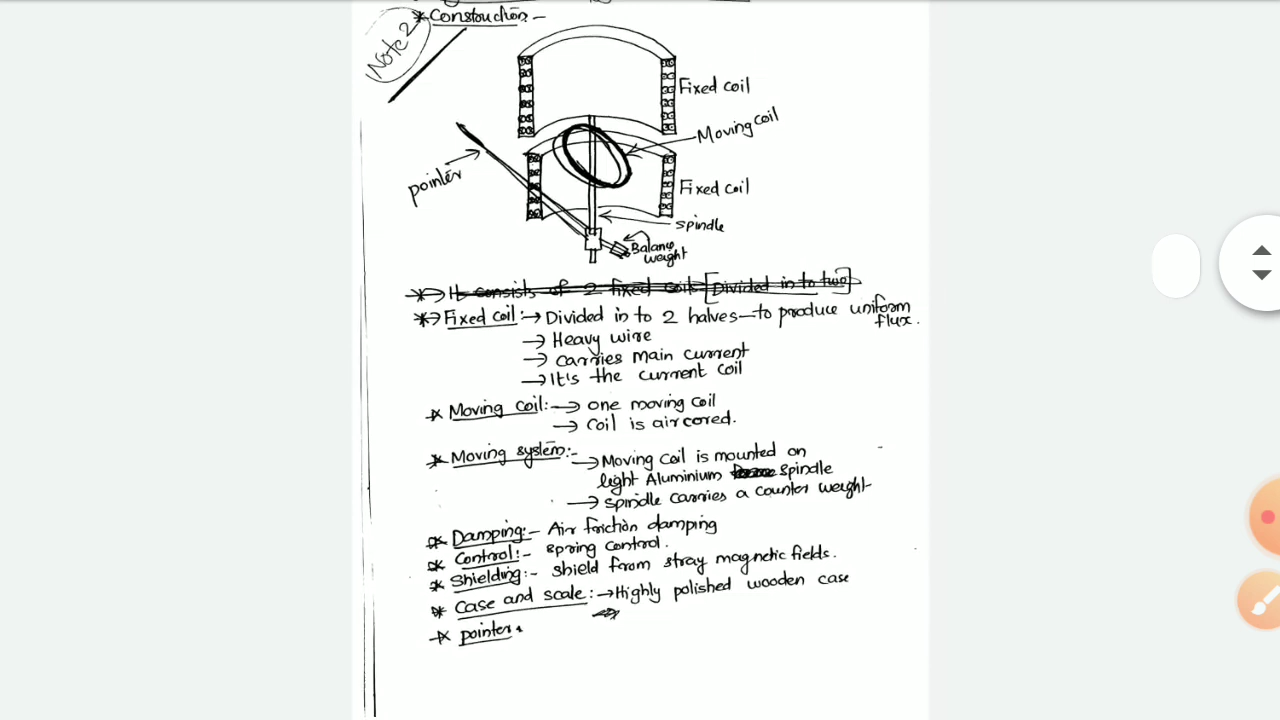 Note 2
* Construction:-
Fixed coil
Moving coil
pointer
Fixed coil
spindle
Balance
weight
*→ It consists of 2 fixed coils [Divided in to two]
*→ Fixed coil:→ Divided in to 2 halves—to produce uniform
flux.
→ Heavy wire
→ carries main current
→ It's the current coil
* Moving coil:→ one moving coil
→ coil is air cored.
* Moving system:- → Moving coil is mounted on
light Aluminium spindle
→ spindle carries a counter weight
* Damping:- Air friction damping
* Control:- spring control.
* Shielding:- shield from stray magnetic fields.
* Case and scale:→ Highly polished wooden case
* pointer.